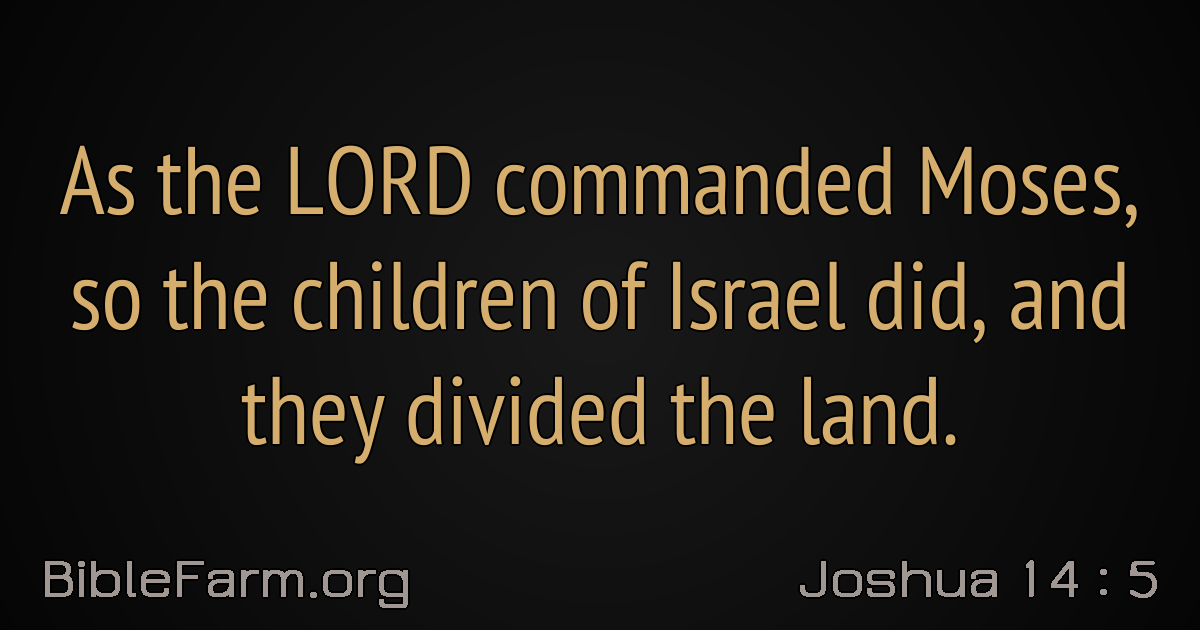 As the LORD commanded Moses,
so the children of Israel did, and
they divided the land.
BibleFarm.org
Joshua 14 : 5